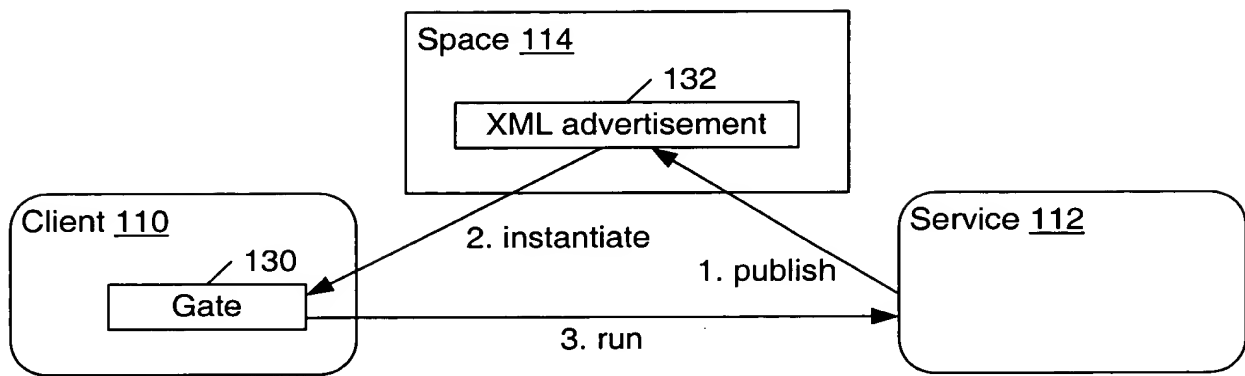 Space 114
132
XML advertisement
Client 110
2. instantiate
Service 112
130
1. publish
Gate
3. run